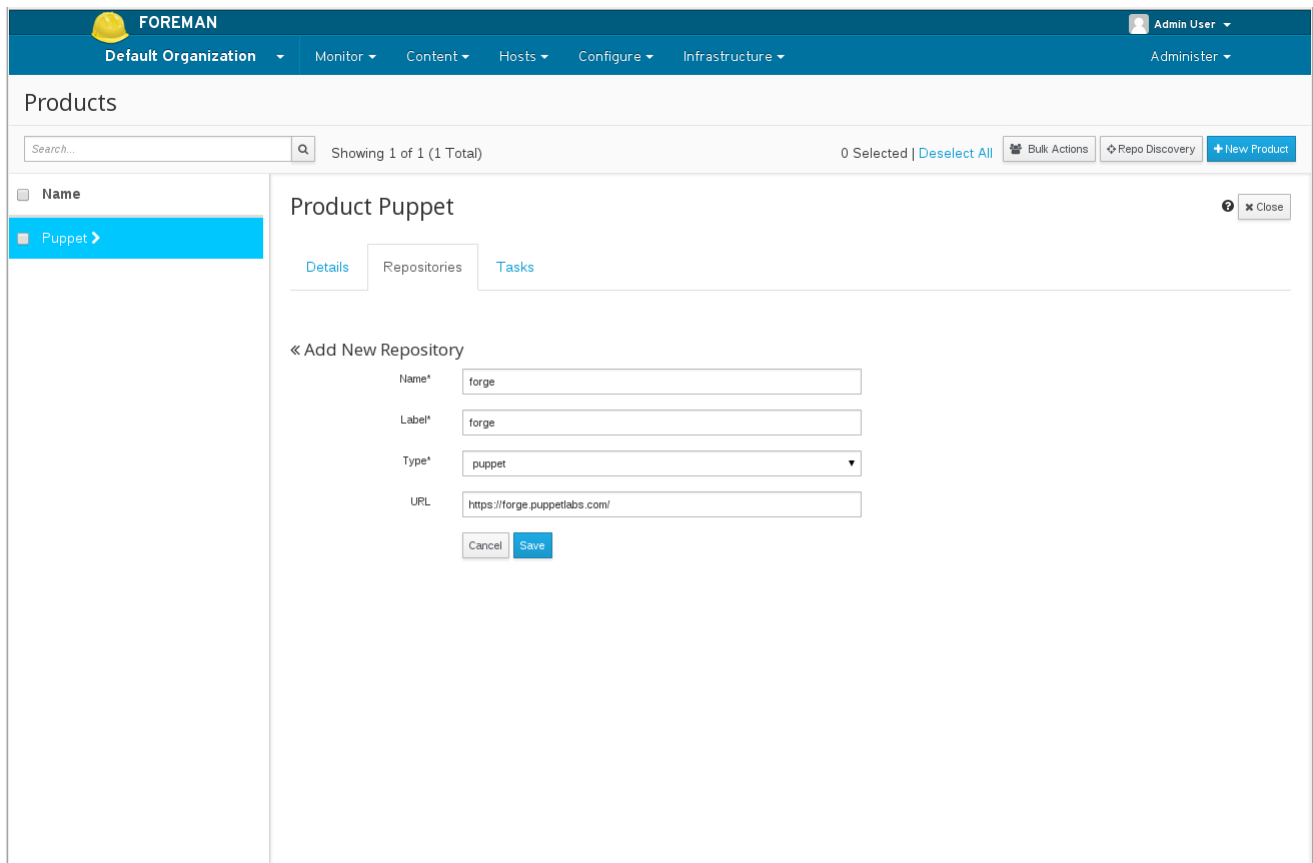 FOREMAN
Admin User
Default Organization Monitor Content Hosts Configure Infrastructure Administer
Products
Search...
Showing 1 of 1 (1 Total)
0 Selected | Deselect All
Bulk Actions
Repo Discovery
+New Product
Name
Puppet
Product Puppet
Close
Details Repositories Tasks
« Add New Repository
Name* forge
Label* forge
Type* puppet
URL https://forge.puppetlabs.com/
Cancel Save